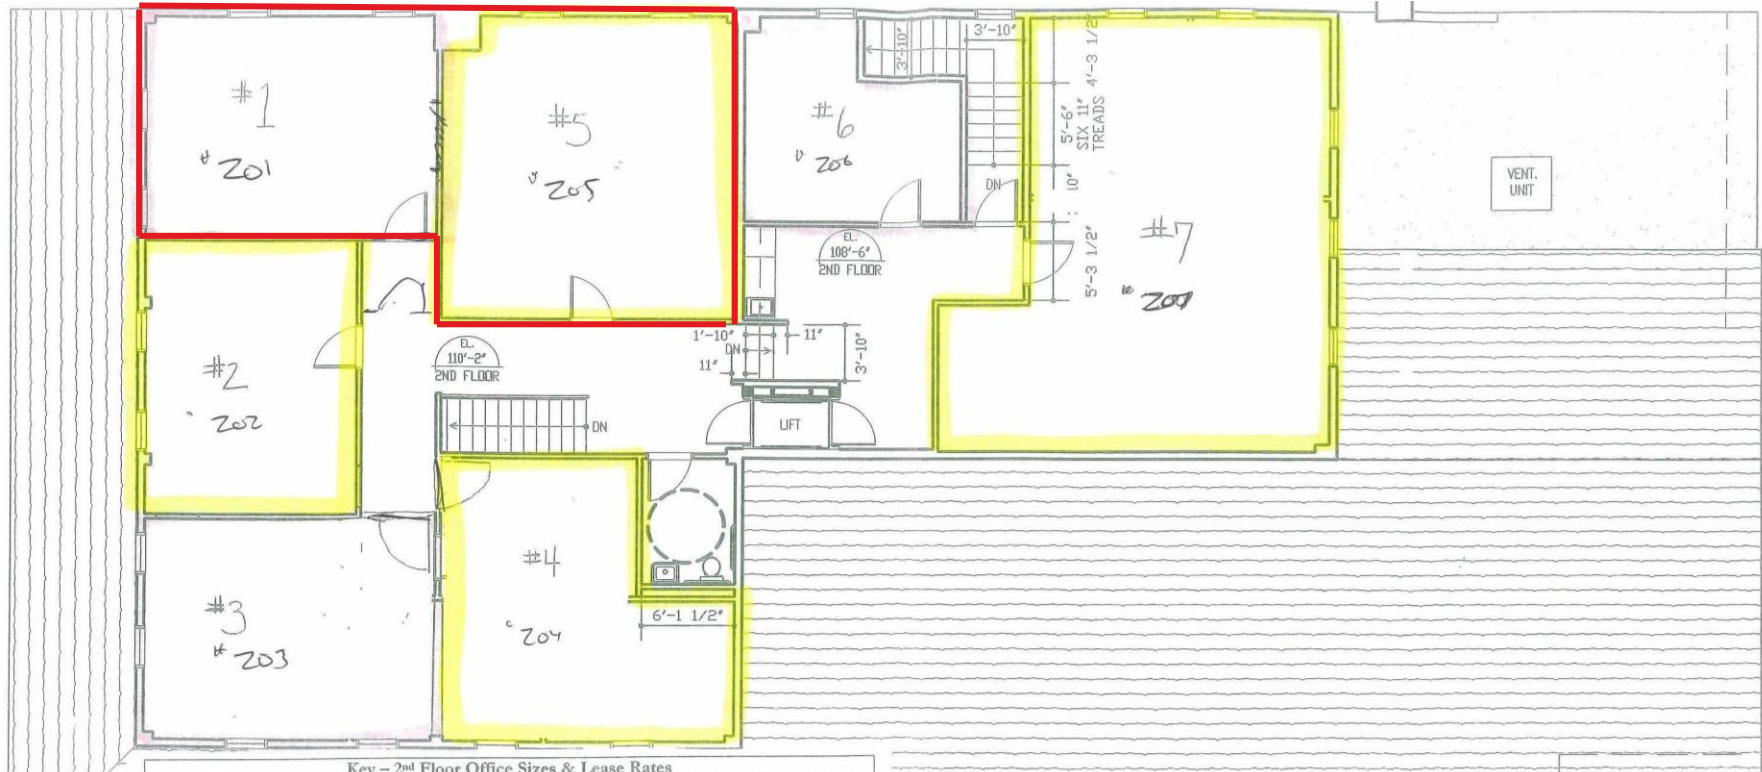 #1
# 201
#5
# 205
#6
# 206
3'-10"
3'-10"
DN
SIX 11"
TREADS
5'-6"
4'-3 1/2"
10"
5'-3 1/2"
#7
VENT.
UNIT
EL.
108'-6"
2ND FLOOR
#2
202
EL.
110'-2"
2ND FLOOR
1'-10"
11"
DN
11"
3'-10"
DN
LIFT
#3
# 203
#4
204
6'-1 1/2"
Key – 2nd Floor Office Sizes & Lease Rates